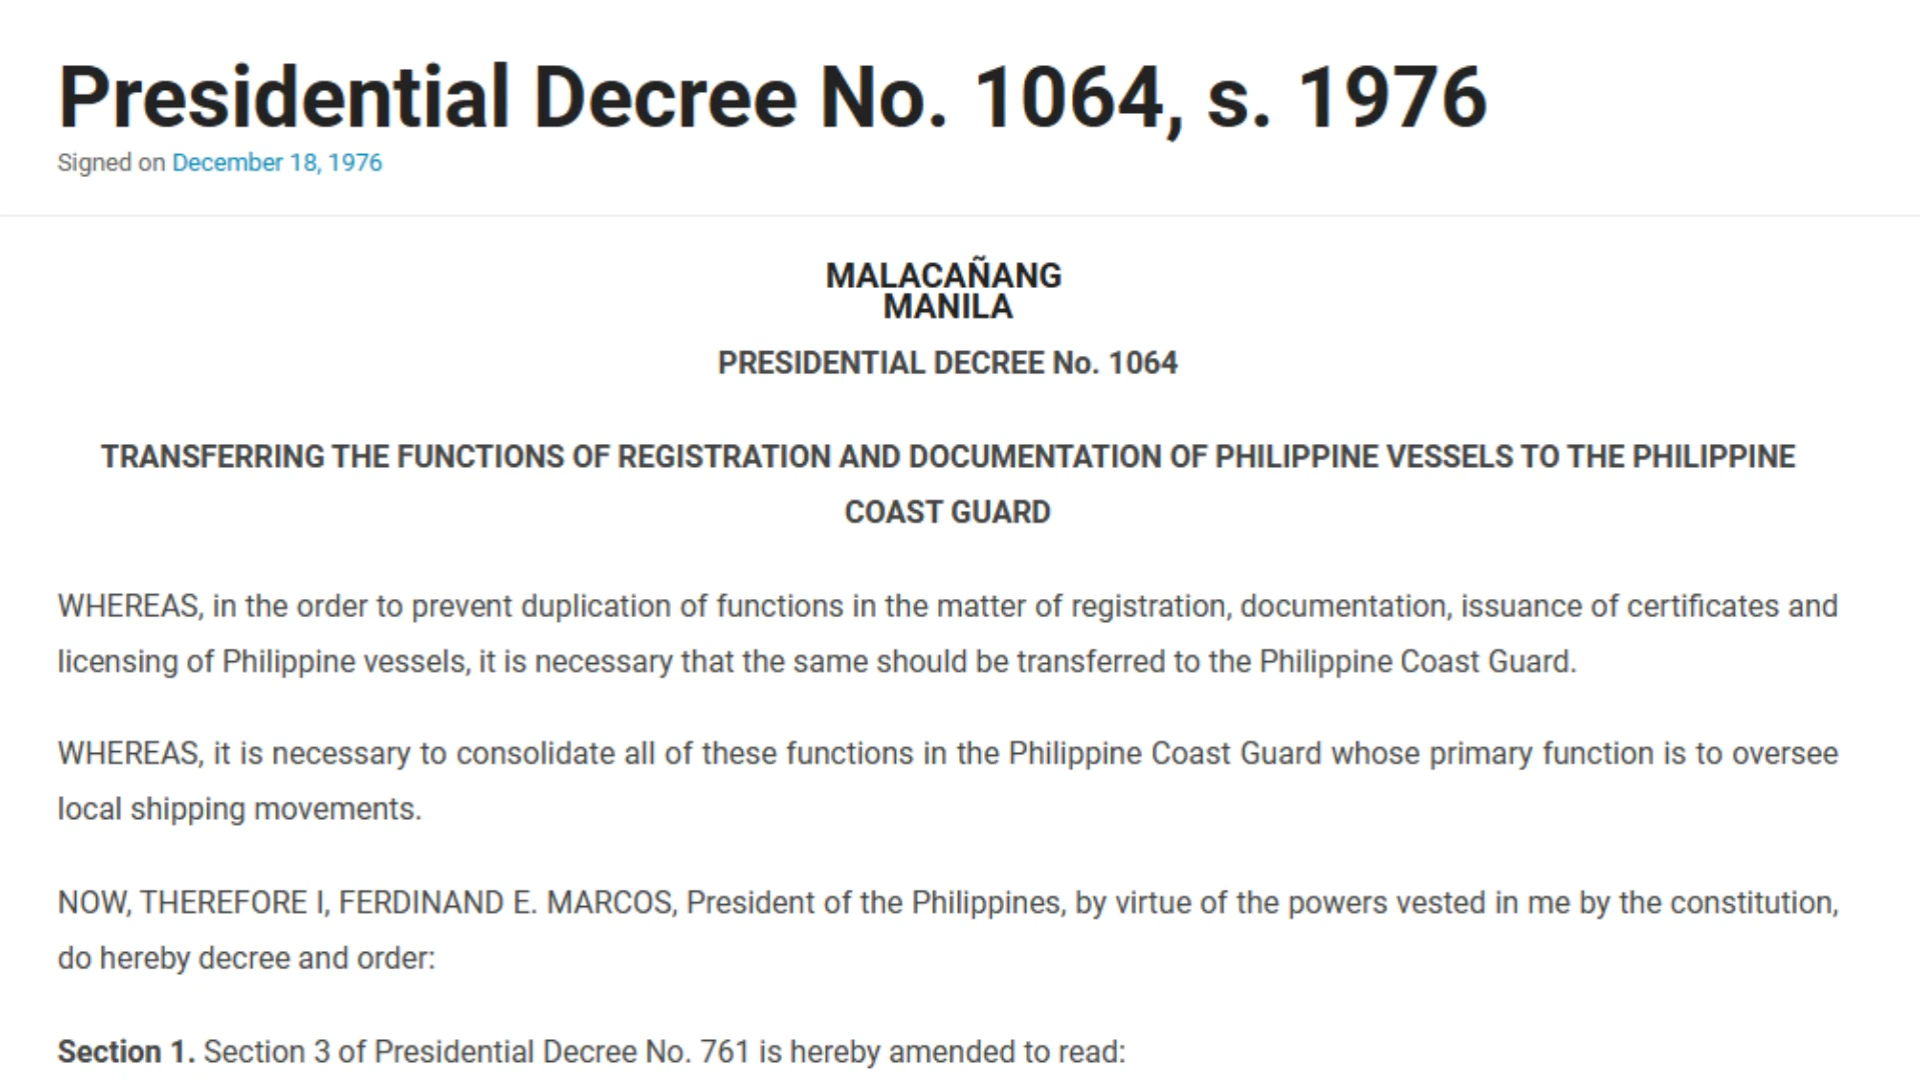 Presidential Decree No. 1064, s. 1976
Signed on December 18, 1976
MALACAÑANG
MANILA
PRESIDENTIAL DECREE No. 1064
TRANSFERRING THE FUNCTIONS OF REGISTRATION AND DOCUMENTATION OF PHILIPPINE VESSELS TO THE PHILIPPINE
COAST GUARD
WHEREAS, in the order to prevent duplication of functions in the matter of registration, documentation, issuance of certificates and
licensing of Philippine vessels, it is necessary that the same should be transferred to the Philippine Coast Guard.
WHEREAS, it is necessary to consolidate all of these functions in the Philippine Coast Guard whose primary function is to oversee
local shipping movements.
NOW, THEREFORE I, FERDINAND E. MARCOS, President of the Philippines, by virtue of the powers vested in me by the constitution,
do hereby decree and order:
Section 1. Section 3 of Presidential Decree No. 761 is hereby amended to read: